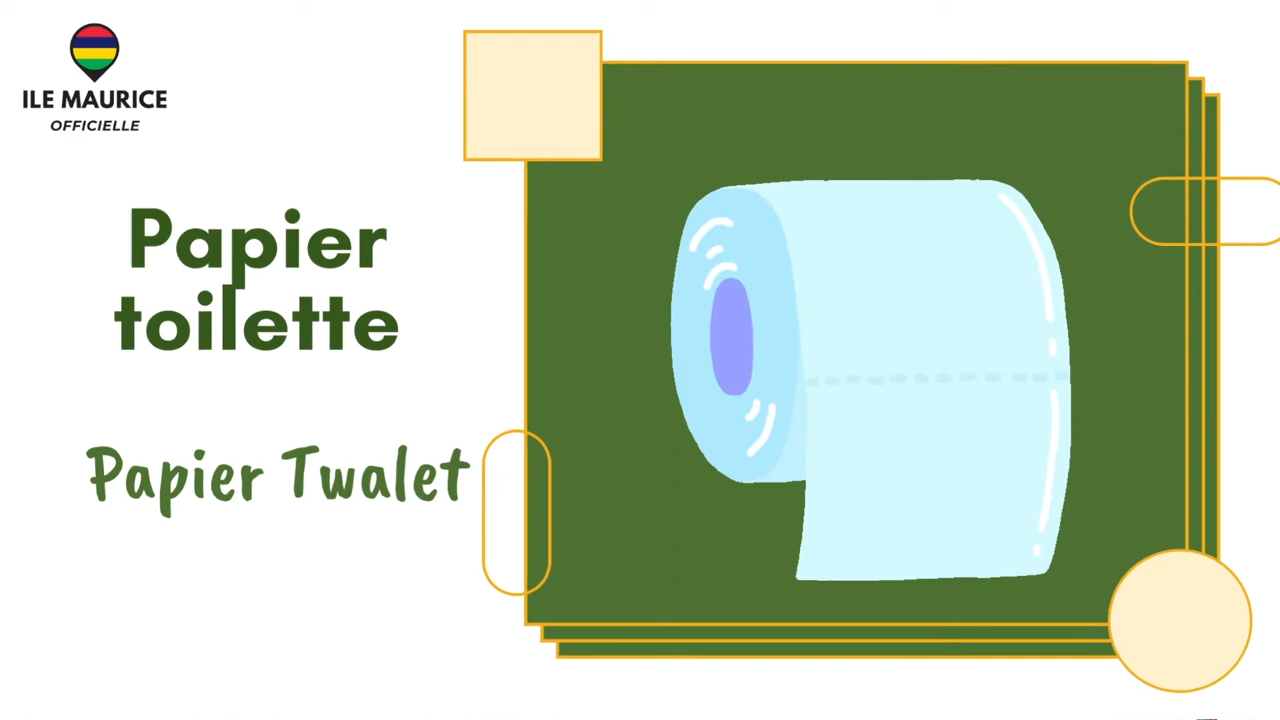 ILE MAURICE
OFFICIELLE
Papier
toilette
Papier Twalet